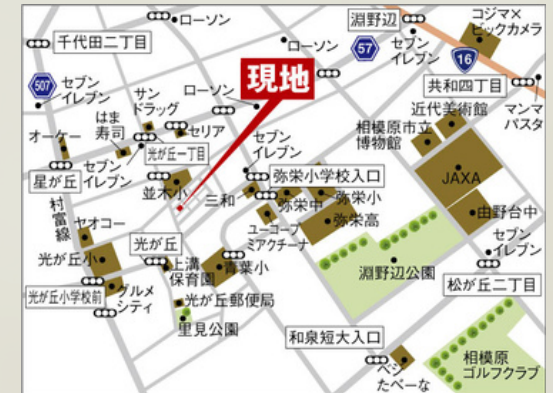 ローソン
千代田二丁目
ローソン
淵野辺
57
セブン
イレブン
コジマ×
ビックカメラ
16
507
セブン
イレブン
サン
ドラッグ
ローソン
現地
共和四丁目
マンマ
パスタ
近代美術館
相模原市立
博物館
オーケー
はま
寿司
セリア
セブン
イレブン
光が丘一丁目
セブン
イレブン
星が丘
並木小
三和
弥栄小学校入口
弥栄中
弥栄小
弥栄高
JAXA
由野台中
村富線
ヤオコー
光が丘
ユーコープ
ミアクチーナ
セブン
イレブン
光が丘小
上溝
保育園
青葉小
淵野辺公園
松が丘二丁目
光が丘小学校前
グルメ
シティ
光が丘郵便局
里見公園
和泉短大入口
ベジ
たべーな
相模原
ゴルフクラブ